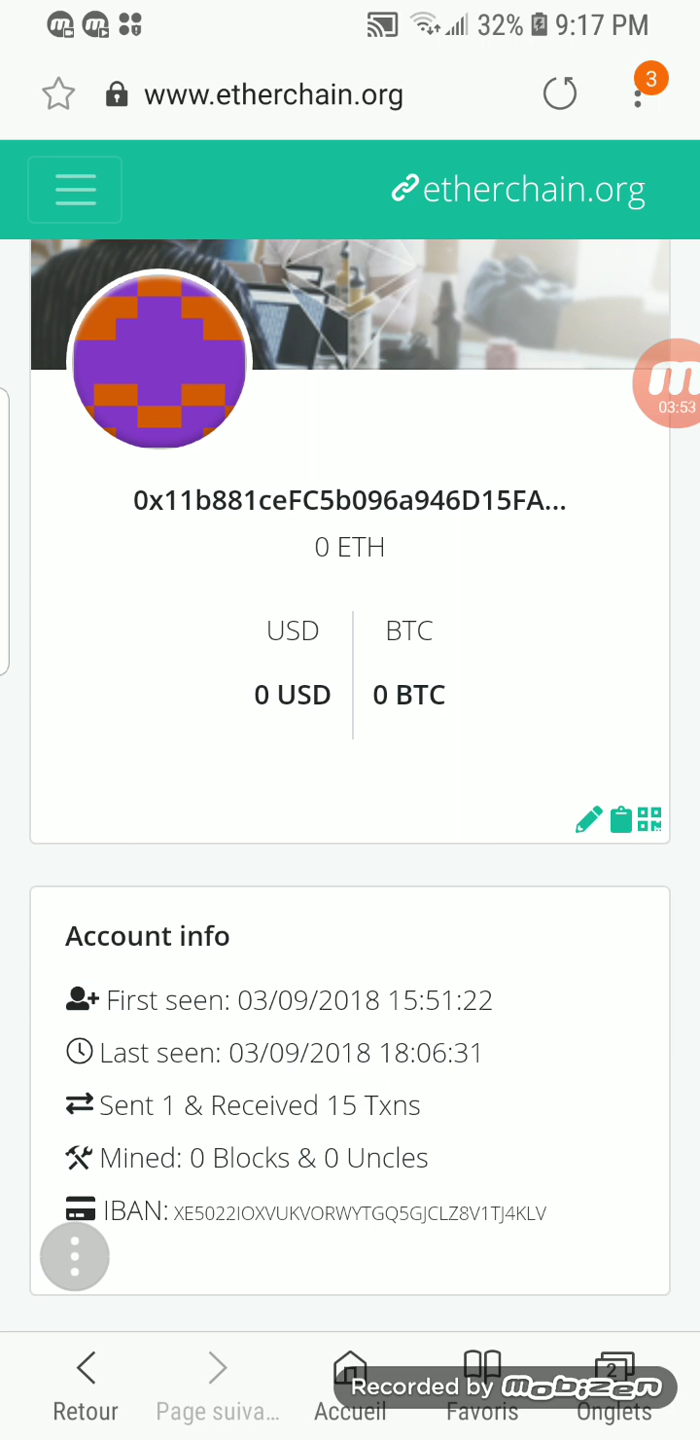 32% 9:17 PM
www.etherchain.org
3
etherchain.org
03:53
0x11b881ceFC5b096a946D15FA...
0 ETH
USD BTC
0 USD 0 BTC
Account info
First seen: 03/09/2018 15:51:22
Last seen: 03/09/2018 18:06:31
Sent 1 & Received 15 Txns
Mined: 0 Blocks & 0 Uncles
IBAN: XE5022IOXVUKVORWYTGQ5GJCLZ8V1TJ4KLV
2
Recorded by mobizen
Retour Page suiva... Accueil Favoris Onglets